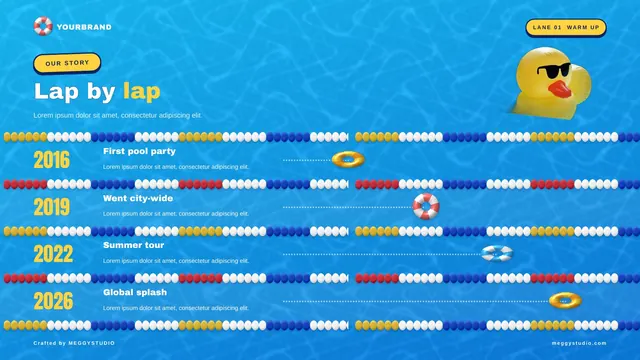 YOURBRAND
LANE 01 WARM UP
OUR STORY
Lap by lap
Lorem ipsum dolor sit amet, consectetur adipiscing elit.
2016
First pool party
Lorem ipsum dolor sit amet, consectetur adipiscing elit.
2019
Went city-wide
Lorem ipsum dolor sit amet, consectetur adipiscing elit.
2022
Summer tour
Lorem ipsum dolor sit amet, consectetur adipiscing elit.
2026
Global splash
Lorem ipsum dolor sit amet, consectetur adipiscing elit.
Crafted by MEGGYSTUDIO
meggystudio.com